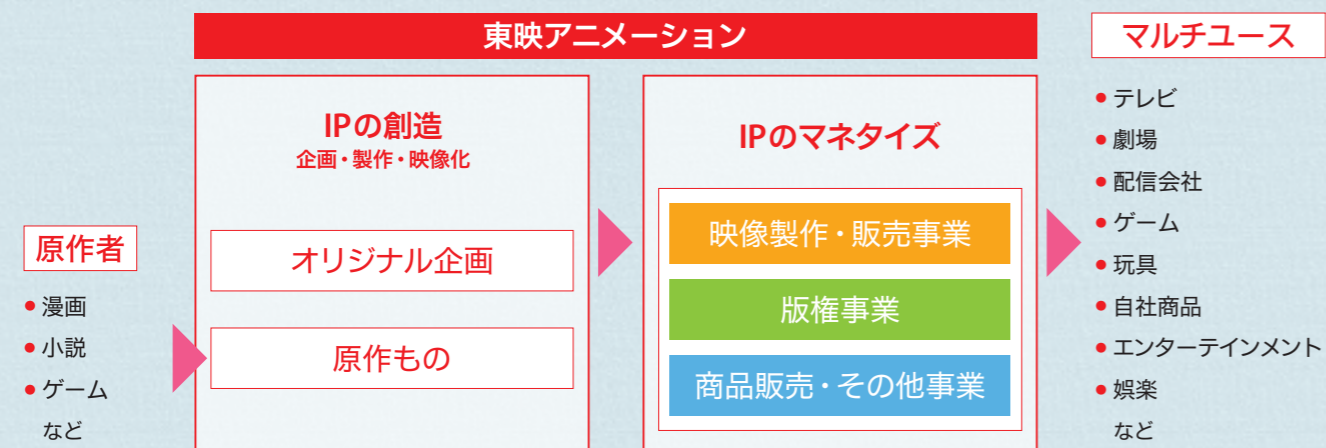 東映アニメーション
原作者
● 漫画
● 小説
● ゲーム
など
IPの創造
企画・製作・映像化
オリジナル企画
原作もの
IPのマネタイズ
映像製作・販売事業
版権事業
商品販売・その他事業
マルチユース
● テレビ
● 劇場
● 配信会社
● ゲーム
● 玩具
● 自社商品
● エンターテインメント
● 娯楽
など